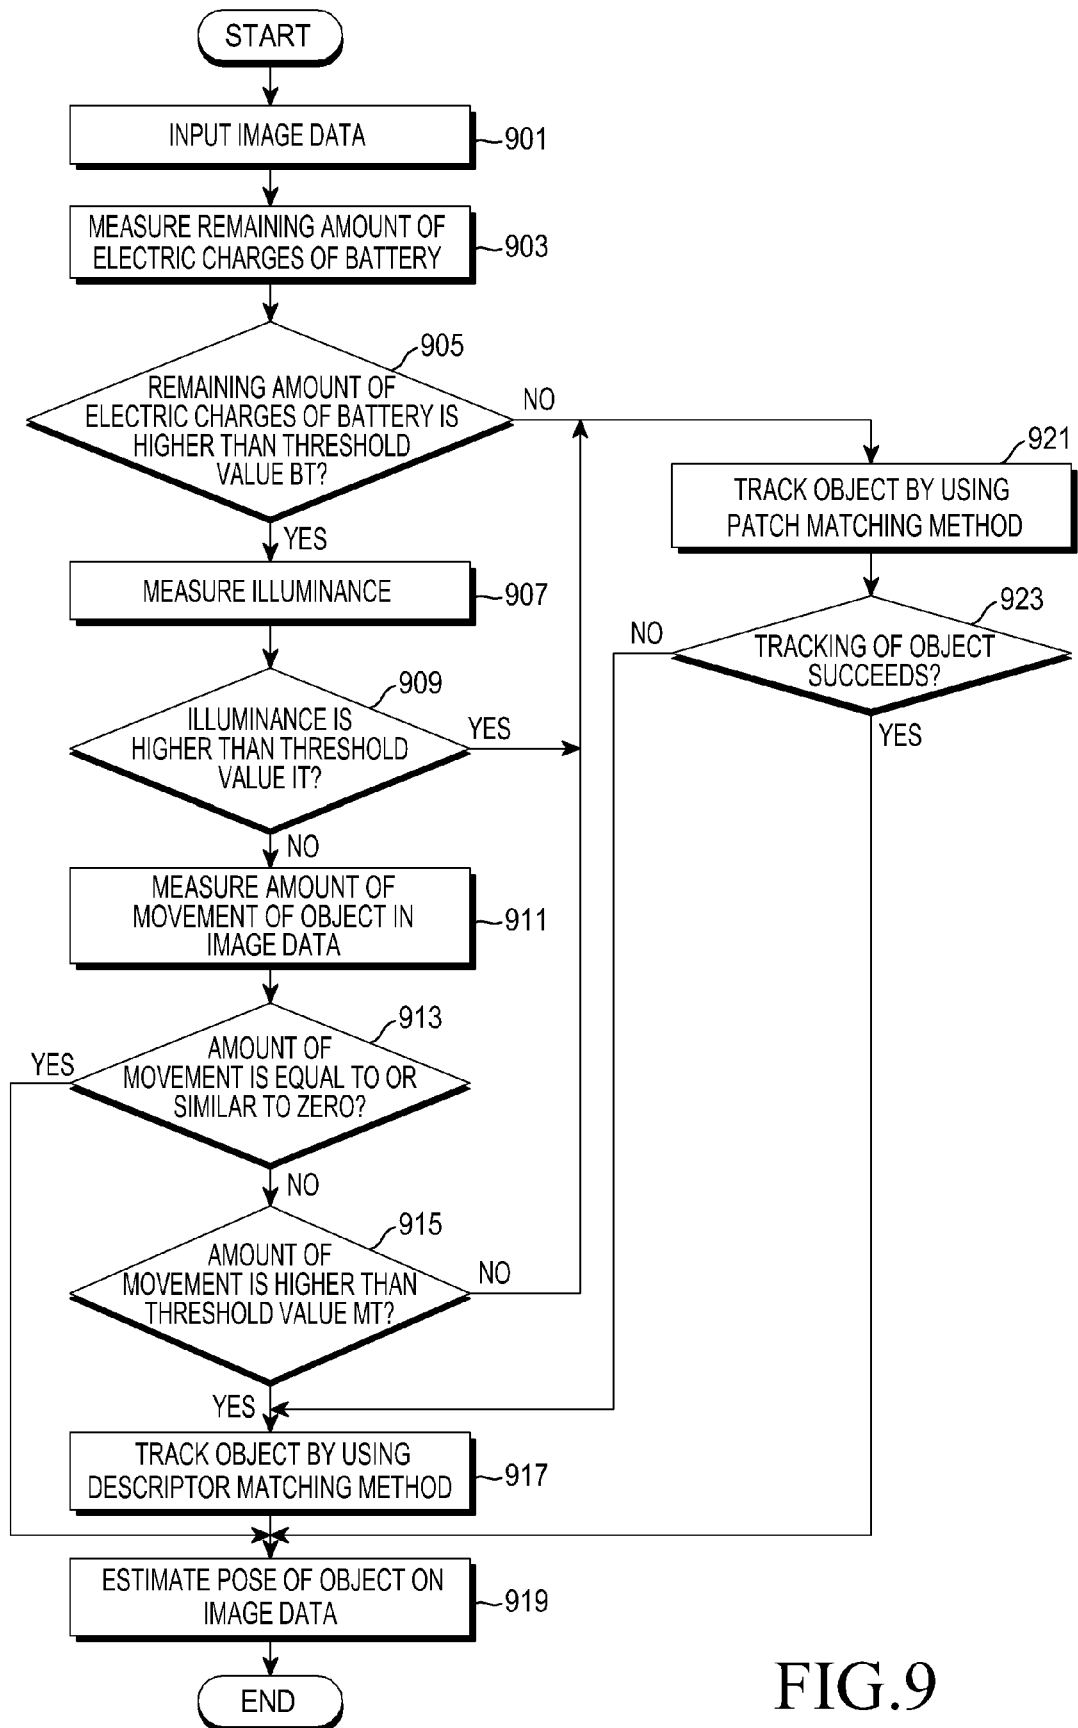 START
INPUT IMAGE DATA
901
MEASURE REMAINING AMOUNT OF
ELECTRIC CHARGES OF BATTERY
903
905
REMAINING AMOUNT OF
ELECTRIC CHARGES OF BATTERY IS
HIGHER THAN THRESHOLD
VALUE BT?
NO
YES
921
TRACK OBJECT BY USING
PATCH MATCHING METHOD
MEASURE ILLUMINANCE
907
923
TRACKING OF OBJECT
SUCCEEDS?
NO
YES
909
ILLUMINANCE IS
HIGHER THAN THRESHOLD
VALUE IT?
YES
NO
MEASURE AMOUNT OF
MOVEMENT OF OBJECT IN
IMAGE DATA
911
913
AMOUNT OF
MOVEMENT IS EQUAL TO OR
SIMILAR TO ZERO?
YES
NO
915
AMOUNT OF
MOVEMENT IS HIGHER THAN
THRESHOLD VALUE MT?
NO
YES
TRACK OBJECT BY USING
DESCRIPTOR MATCHING METHOD
917
ESTIMATE POSE OF OBJECT ON
IMAGE DATA
919
END
FIG.9